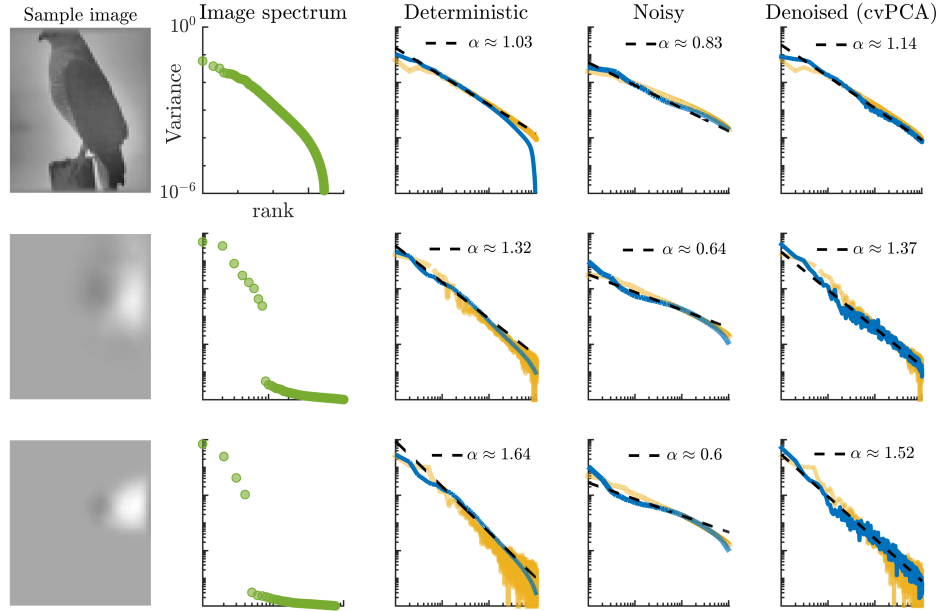 Sample image
Image spectrum
Deterministic
Noisy
Denoised (cvPCA)
10^0
Variance
10^-6
rank
α ≈ 1.03
α ≈ 0.83
α ≈ 1.14
α ≈ 1.32
α ≈ 0.64
α ≈ 1.37
α ≈ 1.64
α ≈ 0.6
α ≈ 1.52